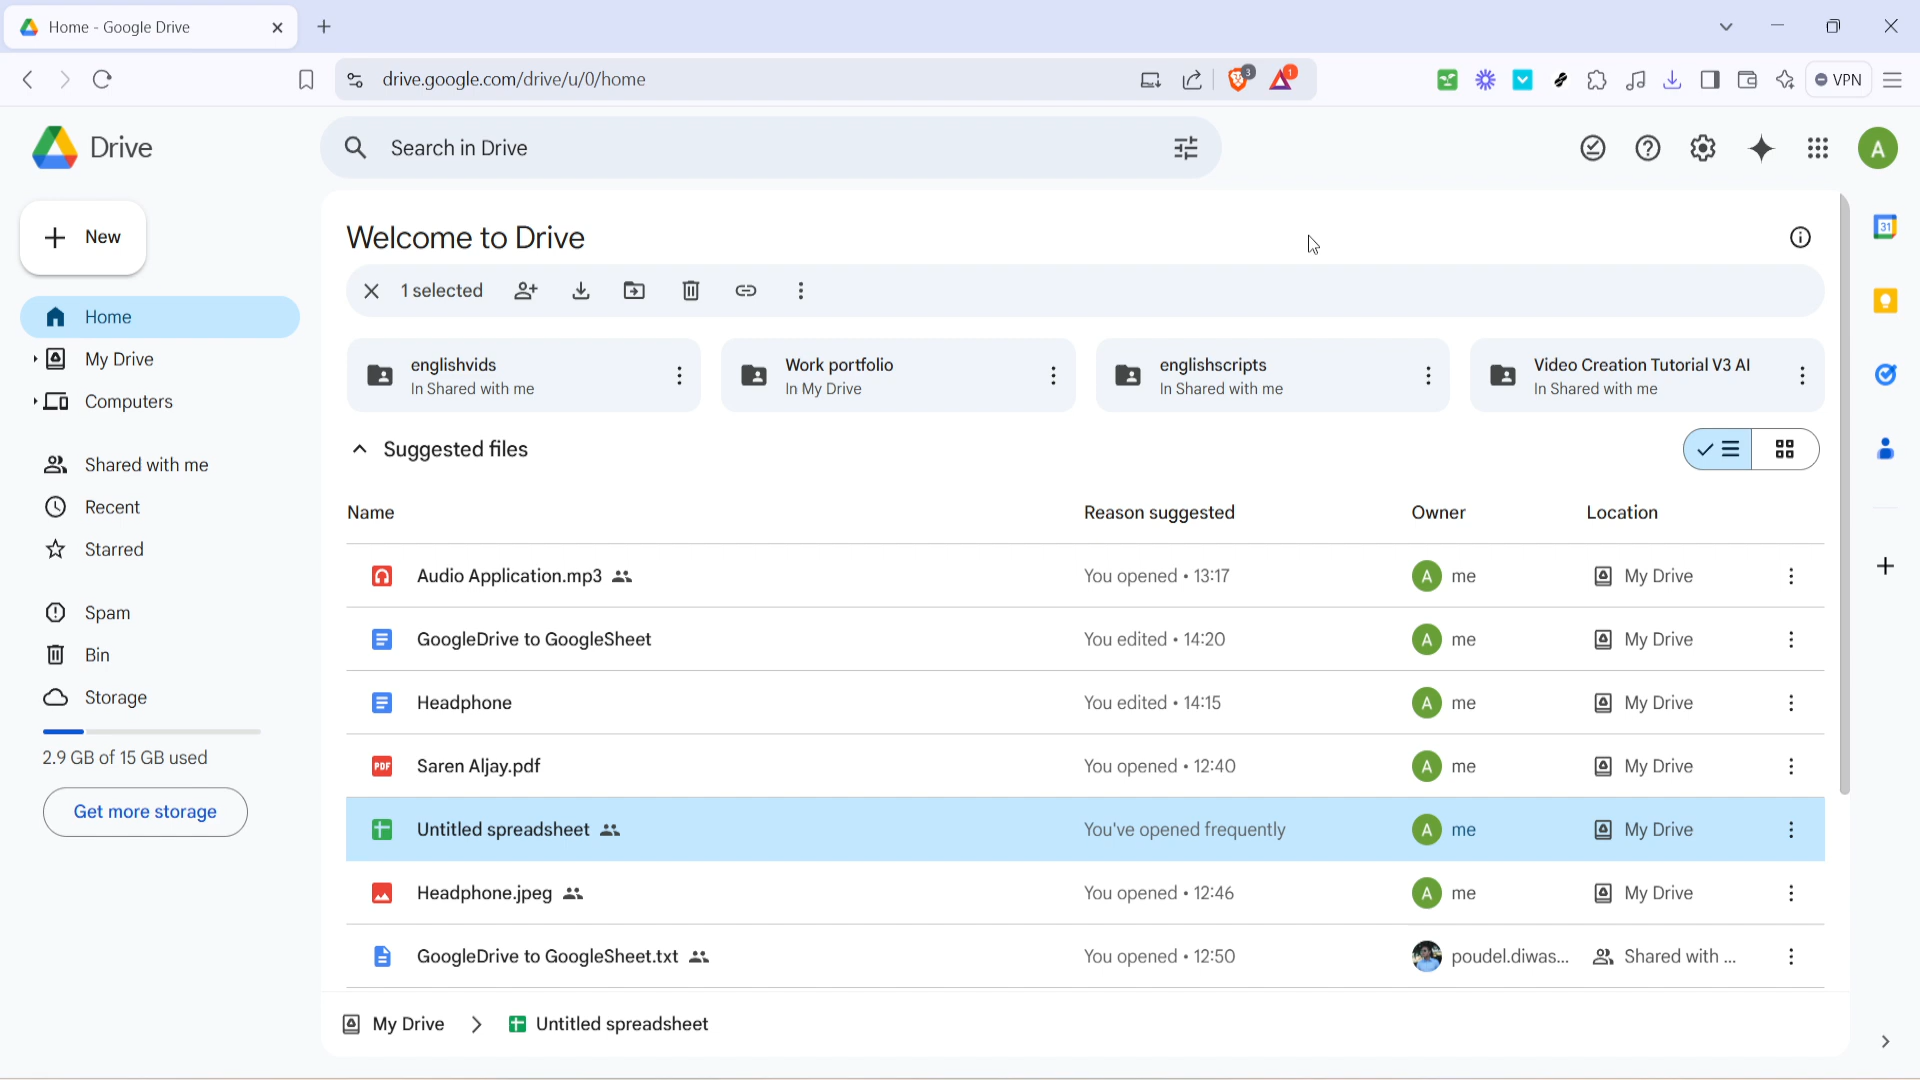 Home - Google Drive
drive.google.com/drive/u/0/home
3
1
VPN
Drive
Search in Drive
A
New
Home
My Drive
Computers
Shared with me
Recent
Starred
Spam
Bin
Storage
2.9 GB of 15 GB used
Get more storage
Welcome to Drive
1 selected
englishvids
In Shared with me
Work portfolio
In My Drive
englishscripts
In Shared with me
Video Creation Tutorial V3 AI
In Shared with me
Suggested files
Name Reason suggested Owner Location
Audio Application.mp3 You opened • 13:17 A me My Drive
GoogleDrive to GoogleSheet You edited • 14:20 A me My Drive
Headphone You edited • 14:15 A me My Drive
PDF Saren Aljay.pdf You opened • 12:40 A me My Drive
Untitled spreadsheet You've opened frequently A me My Drive
Headphone.jpeg You opened • 12:46 A me My Drive
GoogleDrive to GoogleSheet.txt You opened • 12:50 poudel.diwas... Shared with ...
My Drive Untitled spreadsheet
31